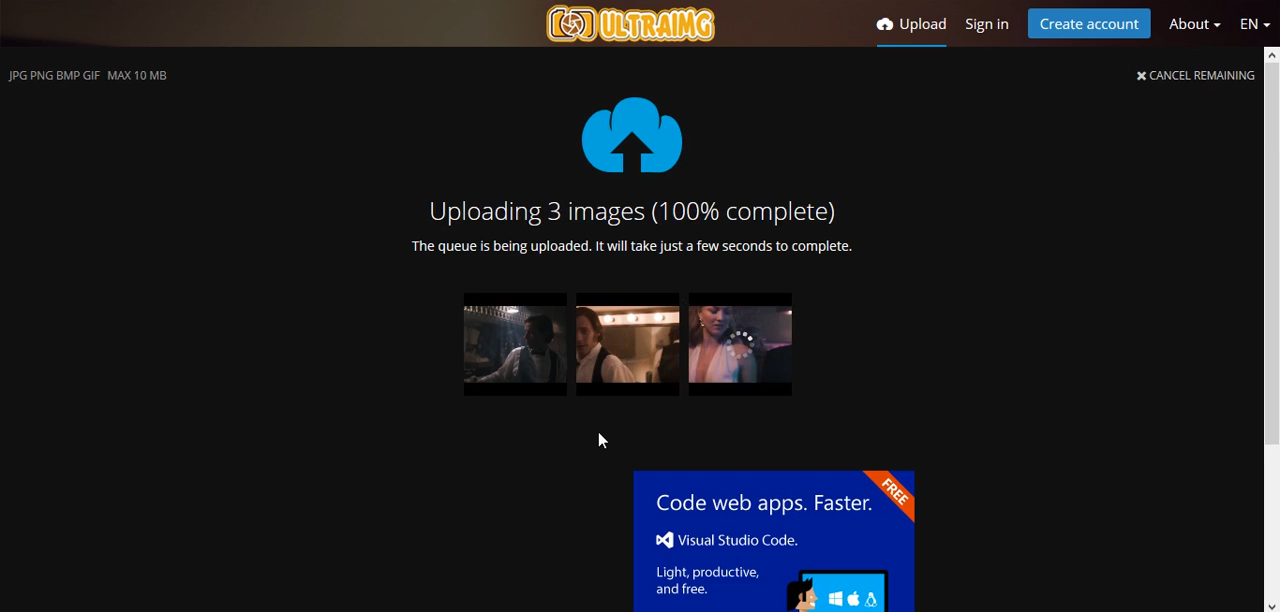 ULTRAIMG
Upload
Sign in
Create account
About
EN
JPG PNG BMP GIF MAX 10 MB
CANCEL REMAINING
Uploading 3 images (100% complete)
The queue is being uploaded. It will take just a few seconds to complete.
FREE
Code web apps. Faster.
Visual Studio Code.
Light, productive,
and free.